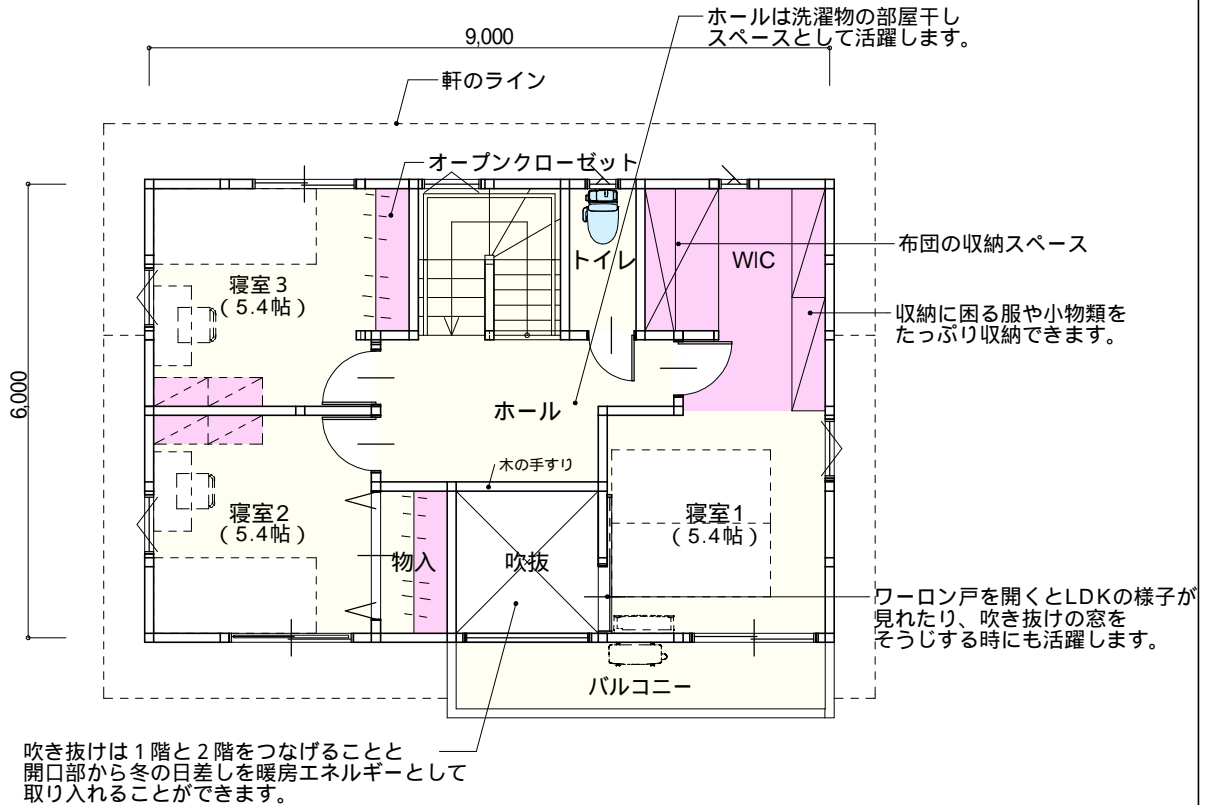 ホールは洗濯物の部屋干し
スペースとして活躍します。
9,000
軒のライン
オープンクローゼット
トイレ
WIC
布団の収納スペース
寝室３
（5.4帖）
収納に困る服や小物類を
たっぷり収納できます。
6,000
ホール
木の手すり
寝室2
（5.4帖）
物入
吹抜
寝室1
（5.4帖）
ワーロン戸を開くとLDKの様子が
見れたり、吹き抜けの窓を
そうじする時にも活躍します。
バルコニー
吹き抜けは１階と２階をつなげることと
開口部から冬の日差しを暖房エネルギーとして
取り入れることができます。